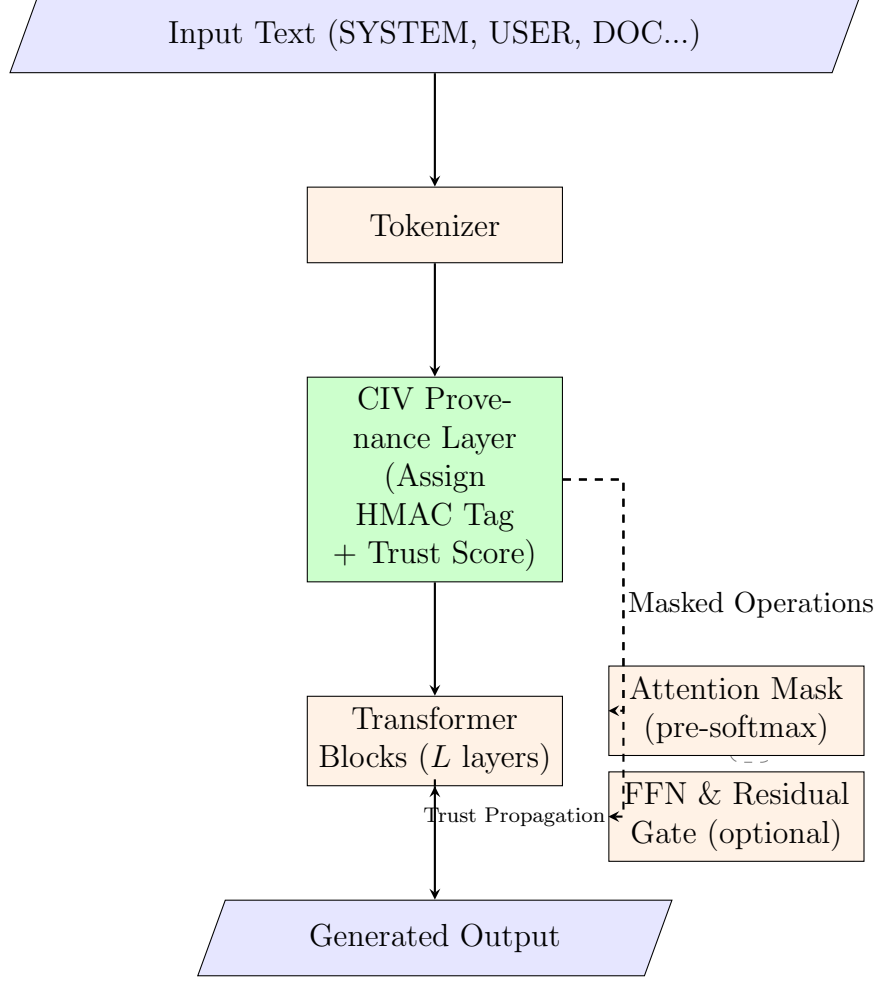 Input Text (SYSTEM, USER, DOC...)
Tokenizer
CIV Prove-
nance Layer
(Assign
HMAC Tag
+ Trust Score)
Masked Operations
Attention Mask
(pre-softmax)
Transformer
Blocks (L layers)
FFN & Residual
Gate (optional)
Trust Propagation
Generated Output